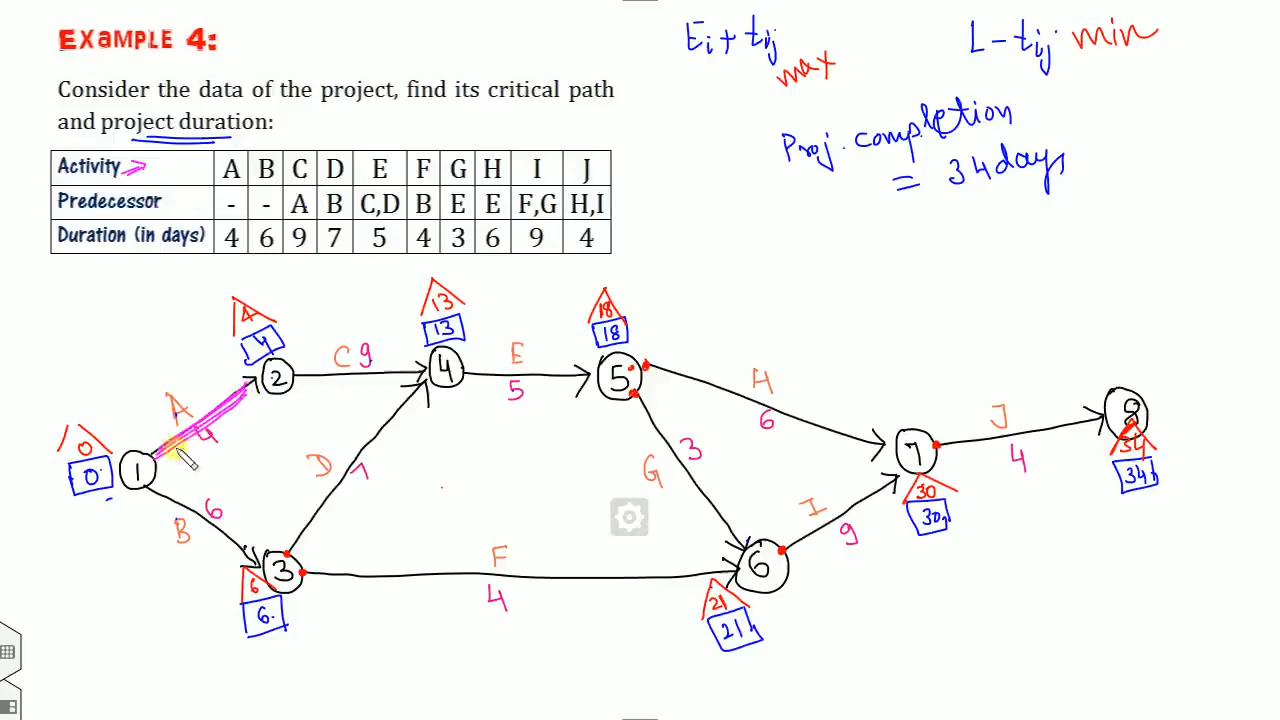 EXAMPLE 4:
Consider the data of the project, find its critical path
and project duration:
Activity A B C D E F G H I J
Predecessor - - A B C,D B E E F,G H,I
Duration (in days) 4 6 9 7 5 4 3 6 9 4
Ei + tij
max
L - tij min
Proj. completion
= 34 days
4
4
13
13
18
18
A
4
2
C 9
4
E
5
5
H
6
J
4
8
34
34
0
0
1
D
7
G
3
7
30
30
B
6
I
9
3
F
4
6
6
6
21
21